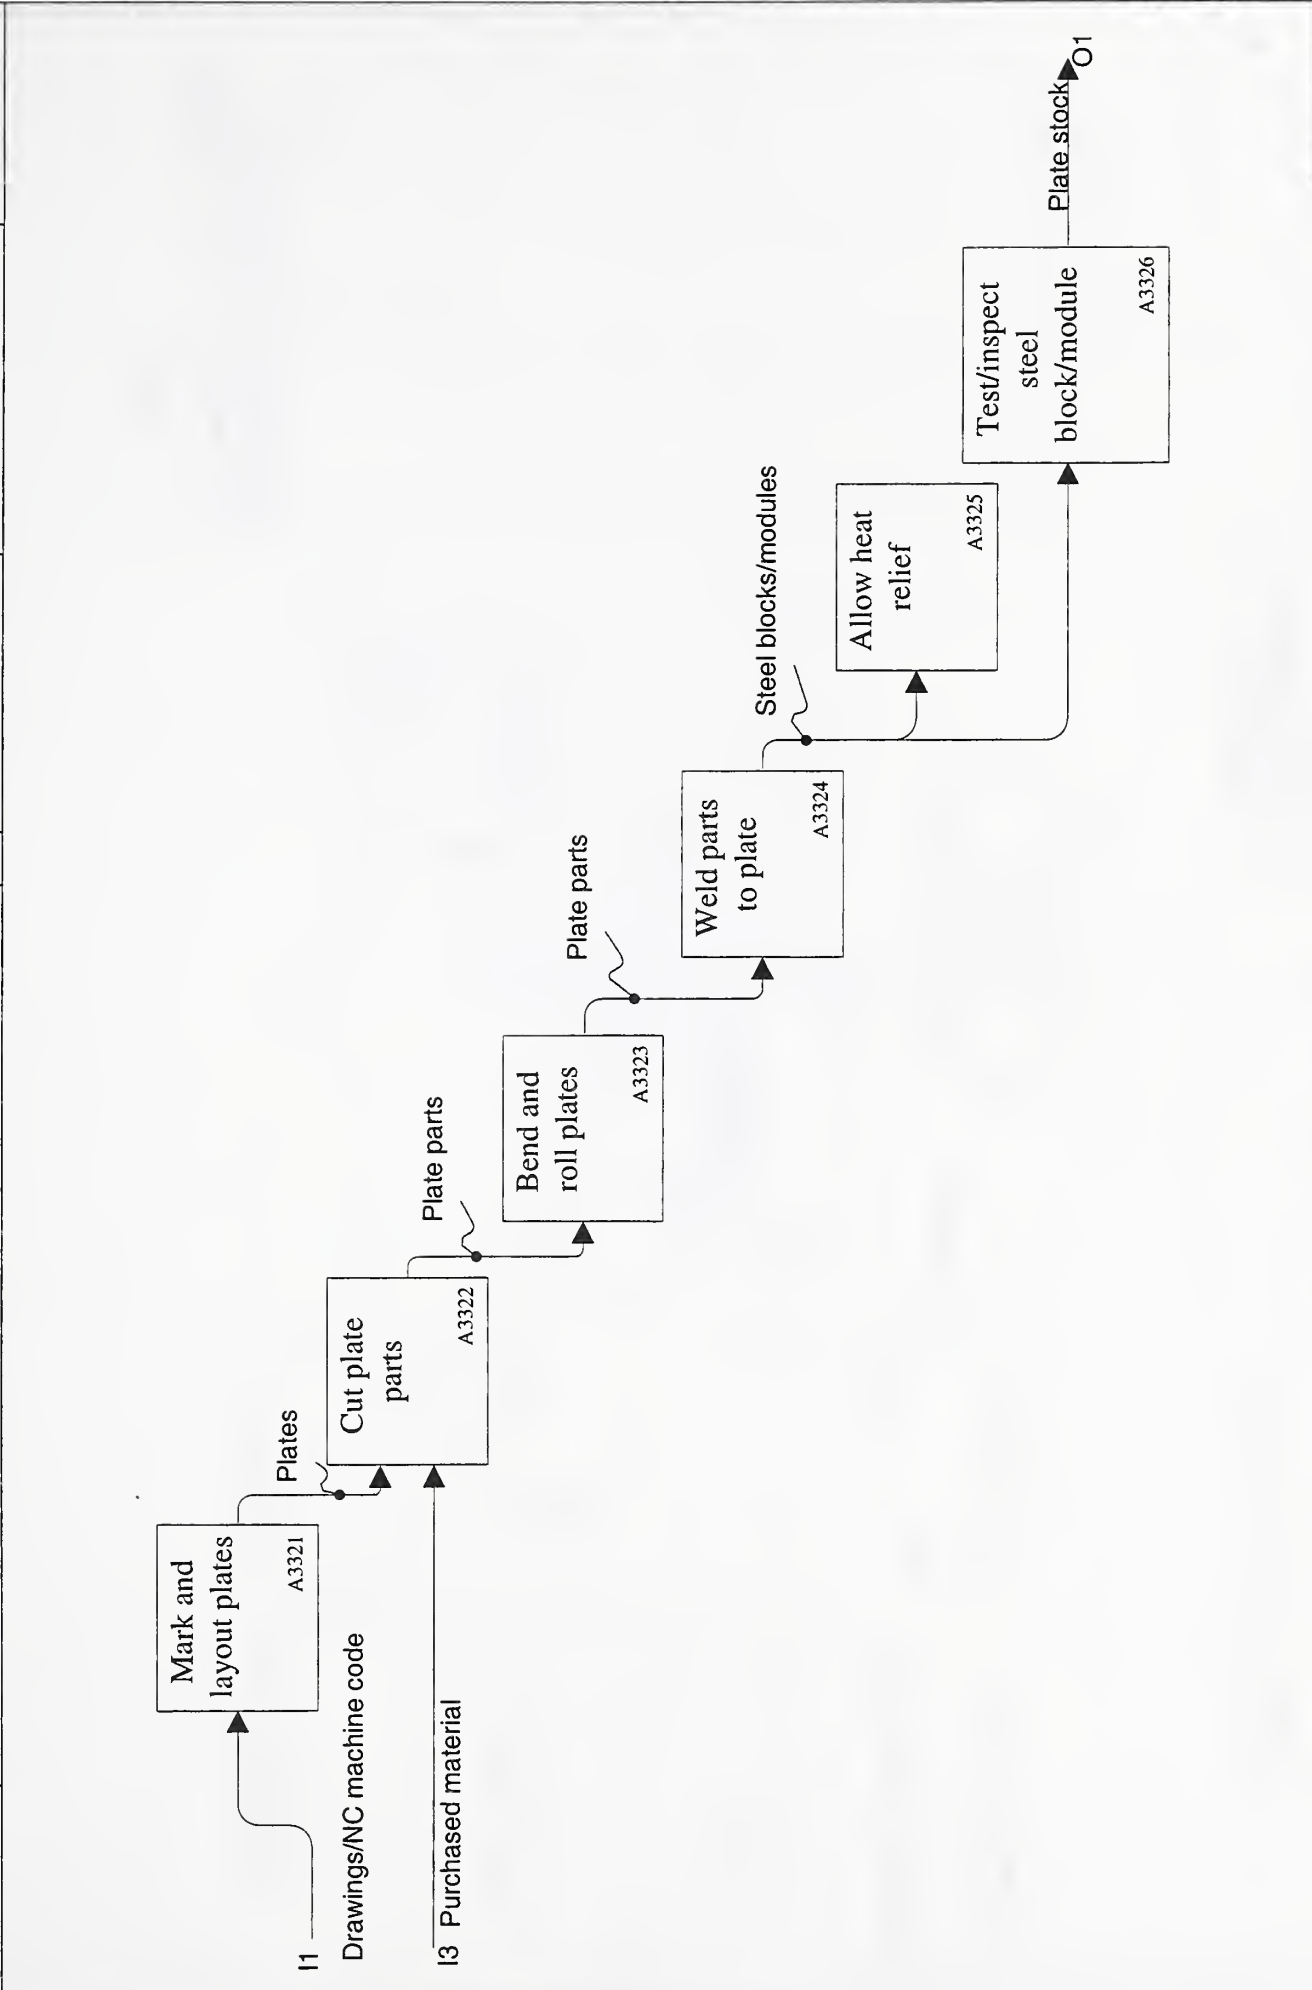 I1
Drawings/NC machine code
I3 Purchased material
Mark and
layout plates
A3321
Plates
Cut plate
parts
A3322
Plate parts
Bend and
roll plates
A3323
Plate parts
Weld parts
to plate
A3324
Steel blocks/modules
Allow heat
relief
A3325
Test/inspect
steel
block/module
A3326
Plate stock
O1